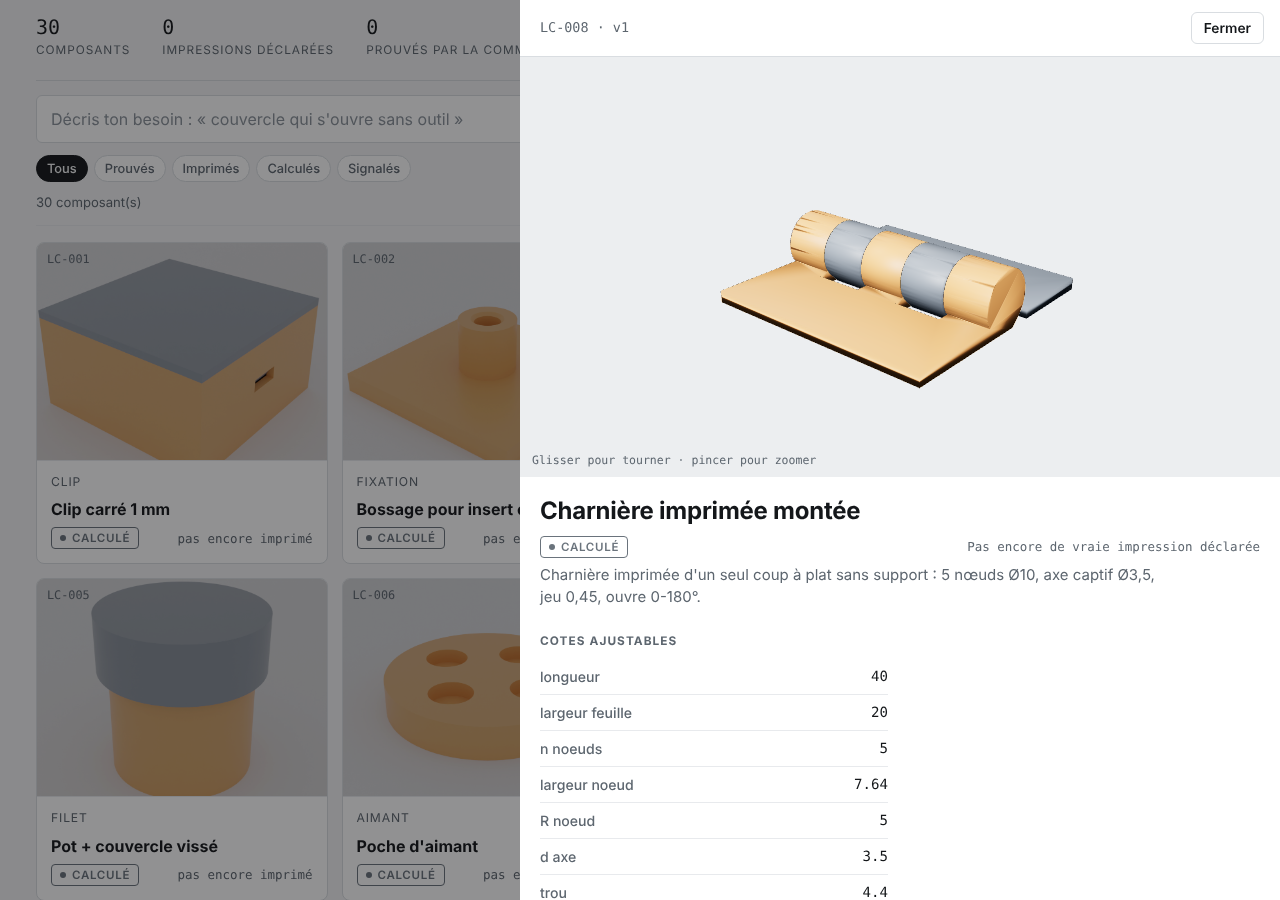 30
COMPOSANTS
0
IMPRESSIONS DÉCLARÉES
0
PROUVÉS PAR LA COMM
Décris ton besoin : « couvercle qui s'ouvre sans outil »
Tous
Prouvés
Imprimés
Calculés
Signalés
30 composant(s)
LC-001
CLIP
Clip carré 1 mm
CALCULÉ
pas encore imprimé
LC-002
FIXATION
Bossage pour insert
CALCULÉ
pas e
LC-005
FILET
Pot + couvercle vissé
CALCULÉ
pas encore imprimé
LC-006
AIMANT
Poche d'aimant
CALCULÉ
pas e
LC-008 · v1
Fermer
Glisser pour tourner · pincer pour zoomer
Charnière imprimée montée
CALCULÉ
Pas encore de vraie impression déclarée
Charnière imprimée d'un seul coup à plat sans support : 5 nœuds Ø10, axe captif Ø3,5,
jeu 0,45, ouvre 0-180°.
COTES AJUSTABLES
longueur 40
largeur feuille 20
n noeuds 5
largeur noeud 7.64
R noeud 5
d axe 3.5
trou 4.4